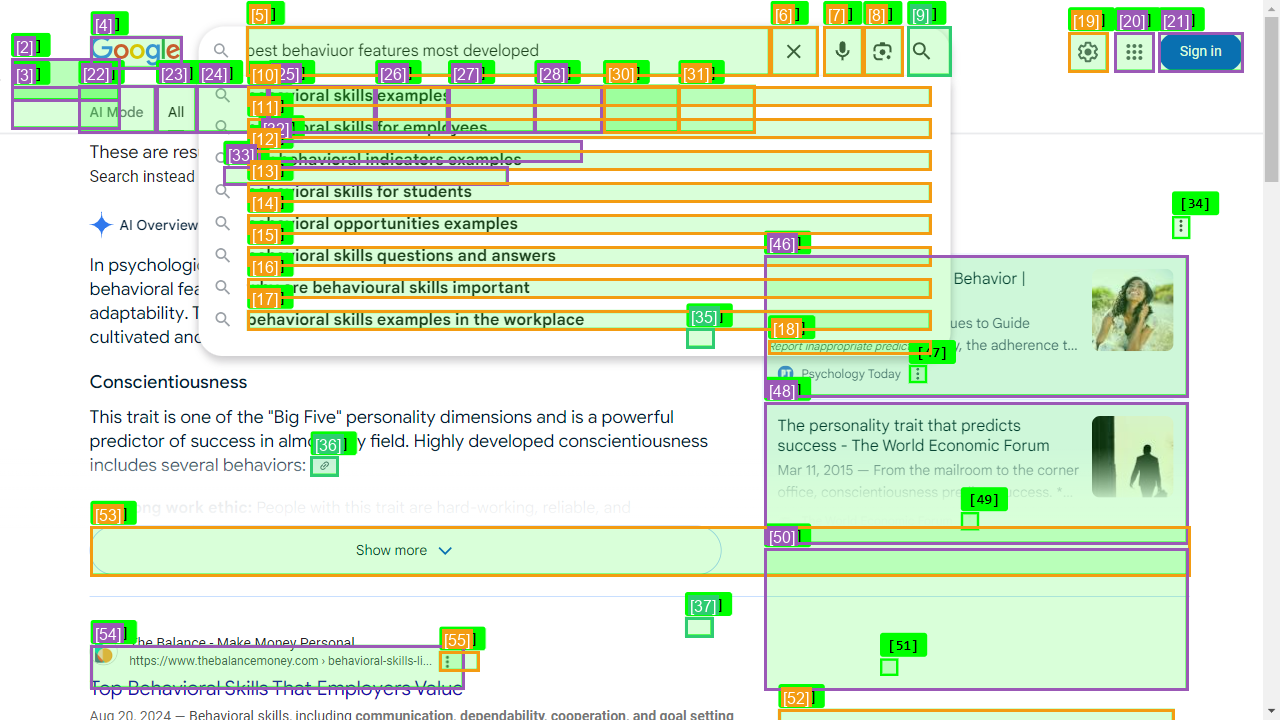 [2]
[3]
[4]
Google
[5]
best behaviuor features most developed
[6]
[7]
[8]
[9]
[19]
[20]
[21]
Sign in
[22]
[23]
[24]
[25]
[26]
[27]
[28]
[30]
[31]
AI Mode
All
[10]
behavioral skills examples
[11]
behavioral skills for employees
[32]
[12]
behavioral indicators examples
[33]
[13]
behavioral skills for students
[14]
behavioral opportunities examples
[15]
behavioral skills questions and answers
[16]
are behavioural skills important
[17]
behavioral skills examples in the workplace
[18]
Report inappropriate predic
These are res
Search instead
AI Overview
In psychologi
behavioral fea
adaptability. T
cultivated and
[34]
[35]
Conscientiousness
This trait is one of the "Big Five" personality dimensions and is a powerful
predictor of success in almo y field. Highly developed conscientiousness
includes several behaviors:
[36]
ong work ethic: People with this trait are hard-working, reliable, and
[53]
Show more
[37]
[46]
Behavior |
ues to Guide
y, the adherence t...
[47]
Psychology Today
[48]
The personality trait that predicts
success - The World Economic Forum
Mar 11, 2015 — From the mailroom to the corner
office, conscientiousness pre success. *...
[49]
[50]
[51]
[52]
[54]
The Balance - Make Money Personal
[55]
https://www.thebalancemoney.com › behavioral-skills-li...
Top Behavioral Skills That Employers Value
Aug 20, 2024 — Behavioral skills, including communication, dependability, cooperation, and goal setting